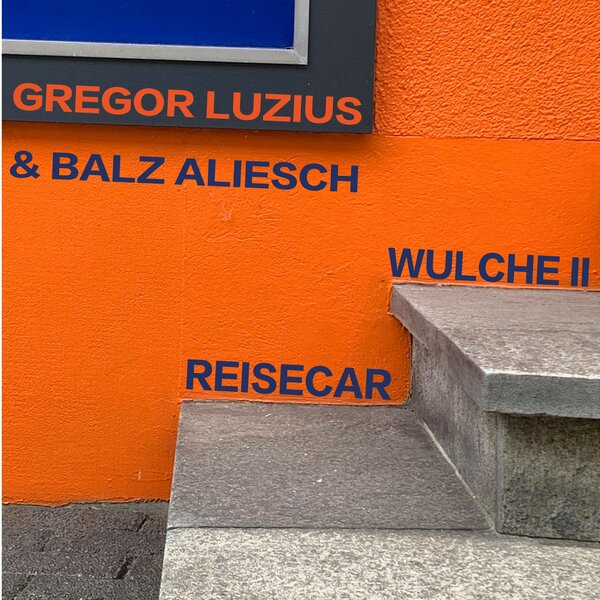 GREGOR LUZIUS
& BALZ ALIESCH
WULCHE II
REISECAR